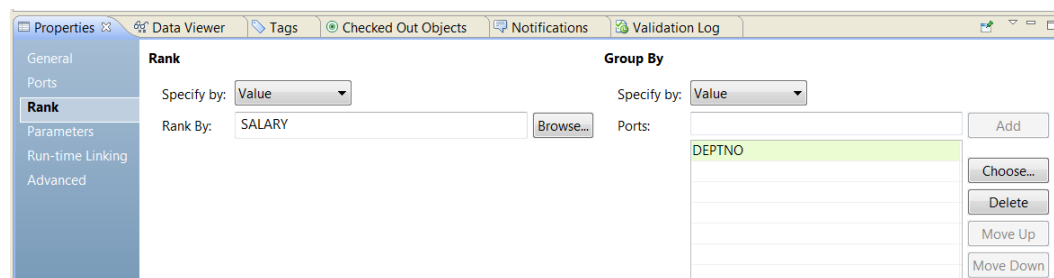 Properties Data Viewer Tags Checked Out Objects Notifications Validation Log
General
Ports
Rank
Parameters
Run-time Linking
Advanced
Rank
Specify by: Value
Rank By: SALARY Browse...
Group By
Specify by: Value
Ports: Add
DEPTNO
Choose...
Delete
Move Up
Move Down